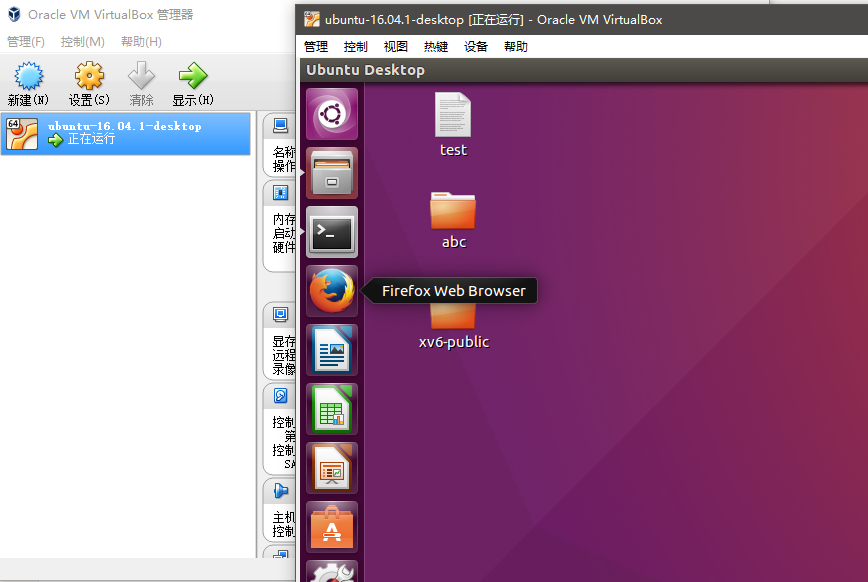 Oracle VM VirtualBox 管理器
管理(F) 控制(M) 帮助(H)
新建(N) 设置(S) 清除 显示(H)
64
ubuntu-16.04.1-desktop
正在运行
名称
操作
内存
启动
硬件
显存
远程
录像
控制
第
控制
SA
主机
控制
ubuntu-16.04.1-desktop [正在运行] - Oracle VM VirtualBox
管理 控制 视图 热键 设备 帮助
Ubuntu Desktop
test
abc
Firefox Web Browser
xv6-public